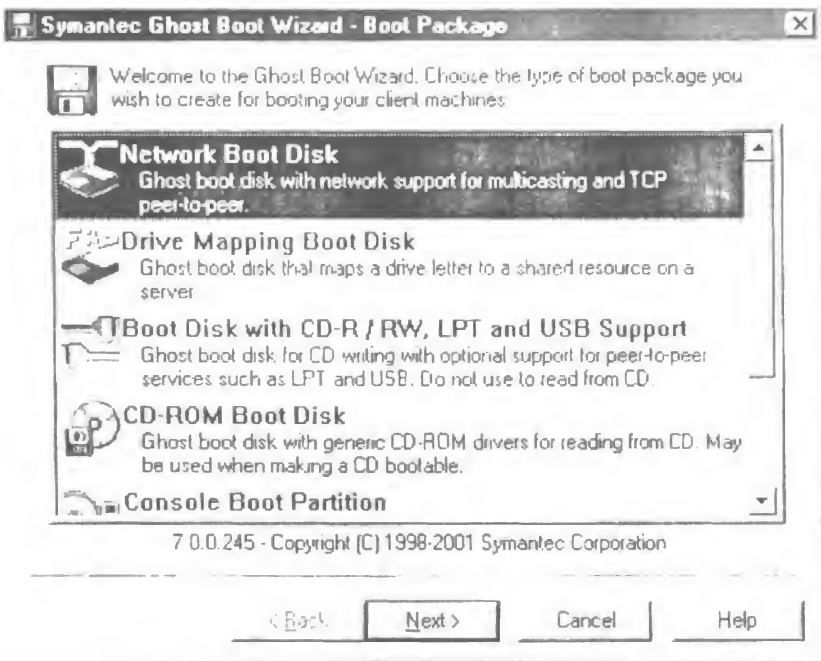 Symantec Ghost Boot Wizard - Boot Package
Welcome to the Ghost Boot Wizard. Choose the type of boot package you
wish to create for booting your client machines
Network Boot Disk
Ghost boot disk with network support for multicasting and TCP
peer-to-peer.
Drive Mapping Boot Disk
Ghost boot disk that maps a drive letter to a shared resource on a
server
Boot Disk with CD-R / RW, LPT and USB Support
Ghost boot disk for CD writing with optional support for peer-to-peer
services such as LPT and USB. Do not use to read from CD.
CD-ROM Boot Disk
Ghost boot disk with generic CD-ROM drivers for reading from CD. May
be used when making a CD bootable.
Console Boot Partition
7.0.0.245 - Copyright (C) 1998-2001 Symantec Corporation
< Back
Next >
Cancel
Help